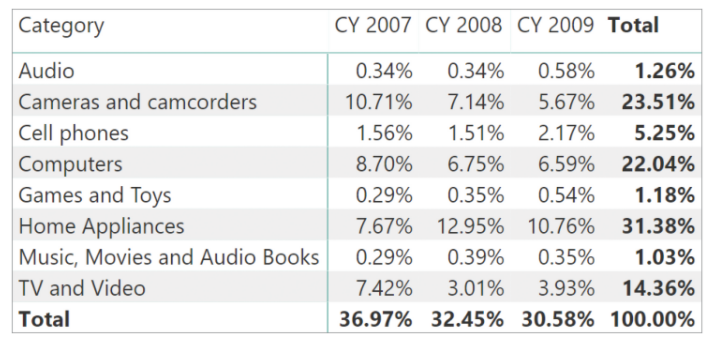 Category CY 2007 CY 2008 CY 2009 Total
Audio 0.34% 0.34% 0.58% 1.26%
Cameras and camcorders 10.71% 7.14% 5.67% 23.51%
Cell phones 1.56% 1.51% 2.17% 5.25%
Computers 8.70% 6.75% 6.59% 22.04%
Games and Toys 0.29% 0.35% 0.54% 1.18%
Home Appliances 7.67% 12.95% 10.76% 31.38%
Music, Movies and Audio Books 0.29% 0.39% 0.35% 1.03%
TV and Video 7.42% 3.01% 3.93% 14.36%
Total 36.97% 32.45% 30.58% 100.00%